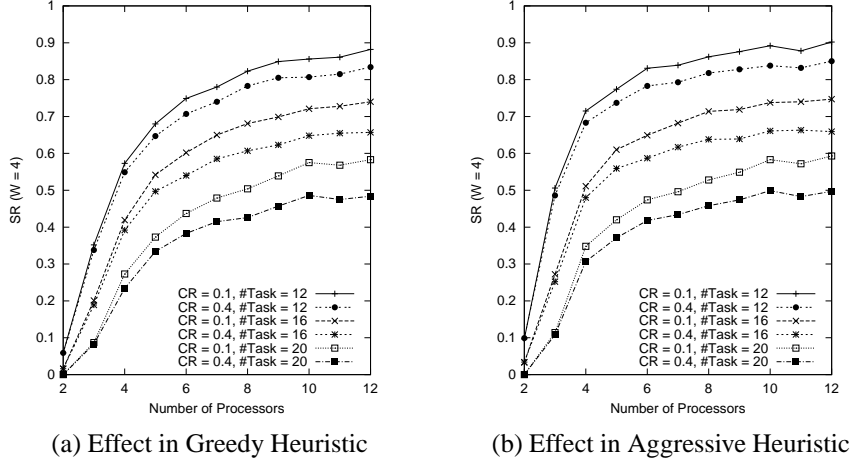 1
0.9
0.8
0.7
0.6
0.5
0.4
0.3
0.2
0.1
0
SR (W = 4)
CR = 0.1, #Task = 12
CR = 0.4, #Task = 12
CR = 0.1, #Task = 16
CR = 0.4, #Task = 16
CR = 0.1, #Task = 20
CR = 0.4, #Task = 20
2 4 6 8 10 12
Number of Processors
(a) Effect in Greedy Heuristic
1
0.9
0.8
0.7
0.6
0.5
0.4
0.3
0.2
0.1
0
SR (W = 4)
CR = 0.1, #Task = 12
CR = 0.4, #Task = 12
CR = 0.1, #Task = 16
CR = 0.4, #Task = 16
CR = 0.1, #Task = 20
CR = 0.4, #Task = 20
2 4 6 8 10 12
Number of Processors
(b) Effect in Aggressive Heuristic